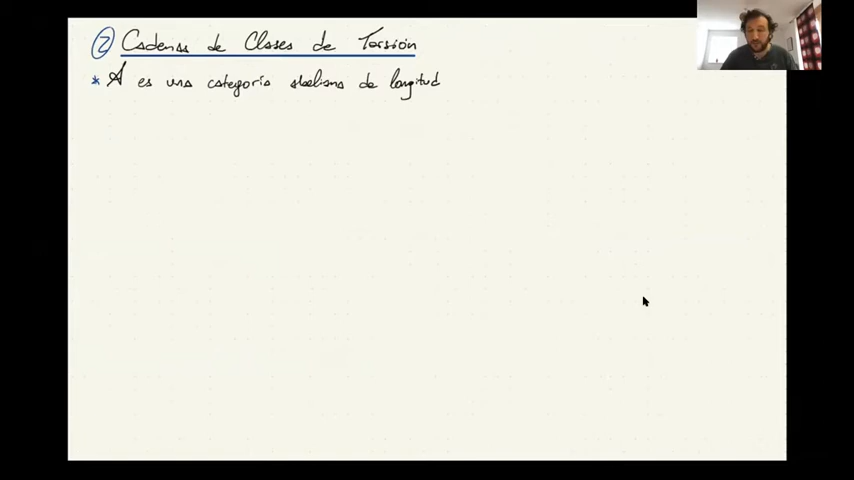 ② Cadenas de Clases de Torsión
* A es una categoría abeliana de longitud